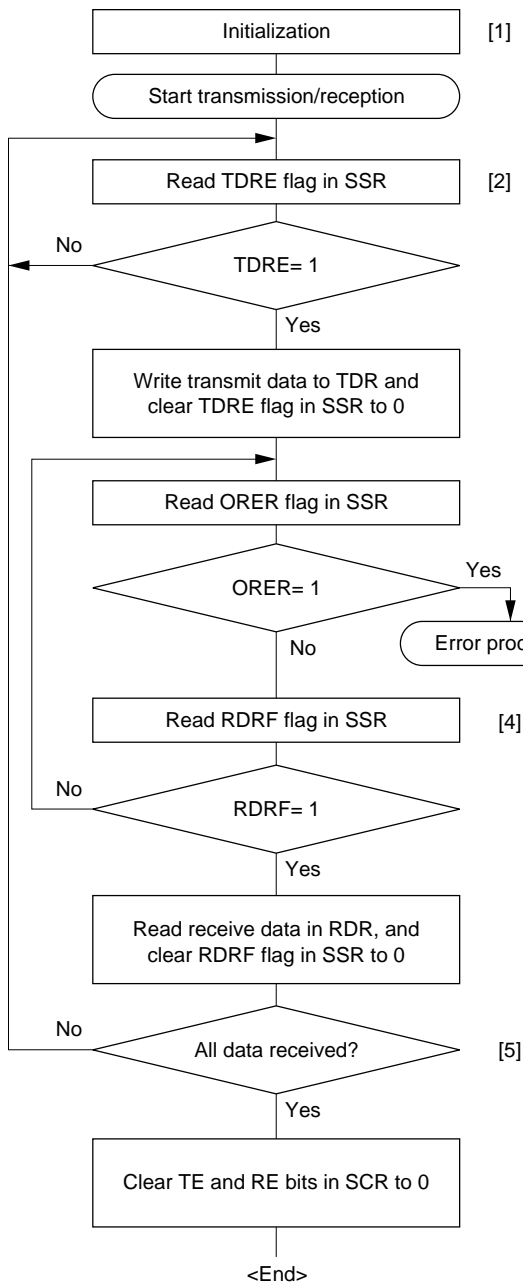 Initialization [1]
Start transmission/reception
Read TDRE flag in SSR [2]
No
TDRE= 1
Yes
Write transmit data to TDR and
clear TDRE flag in SSR to 0
Read ORER flag in SSR
Yes
ORER= 1
No
Error
Read RDRF flag in SSR [4]
No
RDRF= 1
Yes
Read receive data in RDR, and
clear RDRF flag in SSR to 0
No
All data received? [5]
Yes
Clear TE and RE bits in SCR to 0
<End>